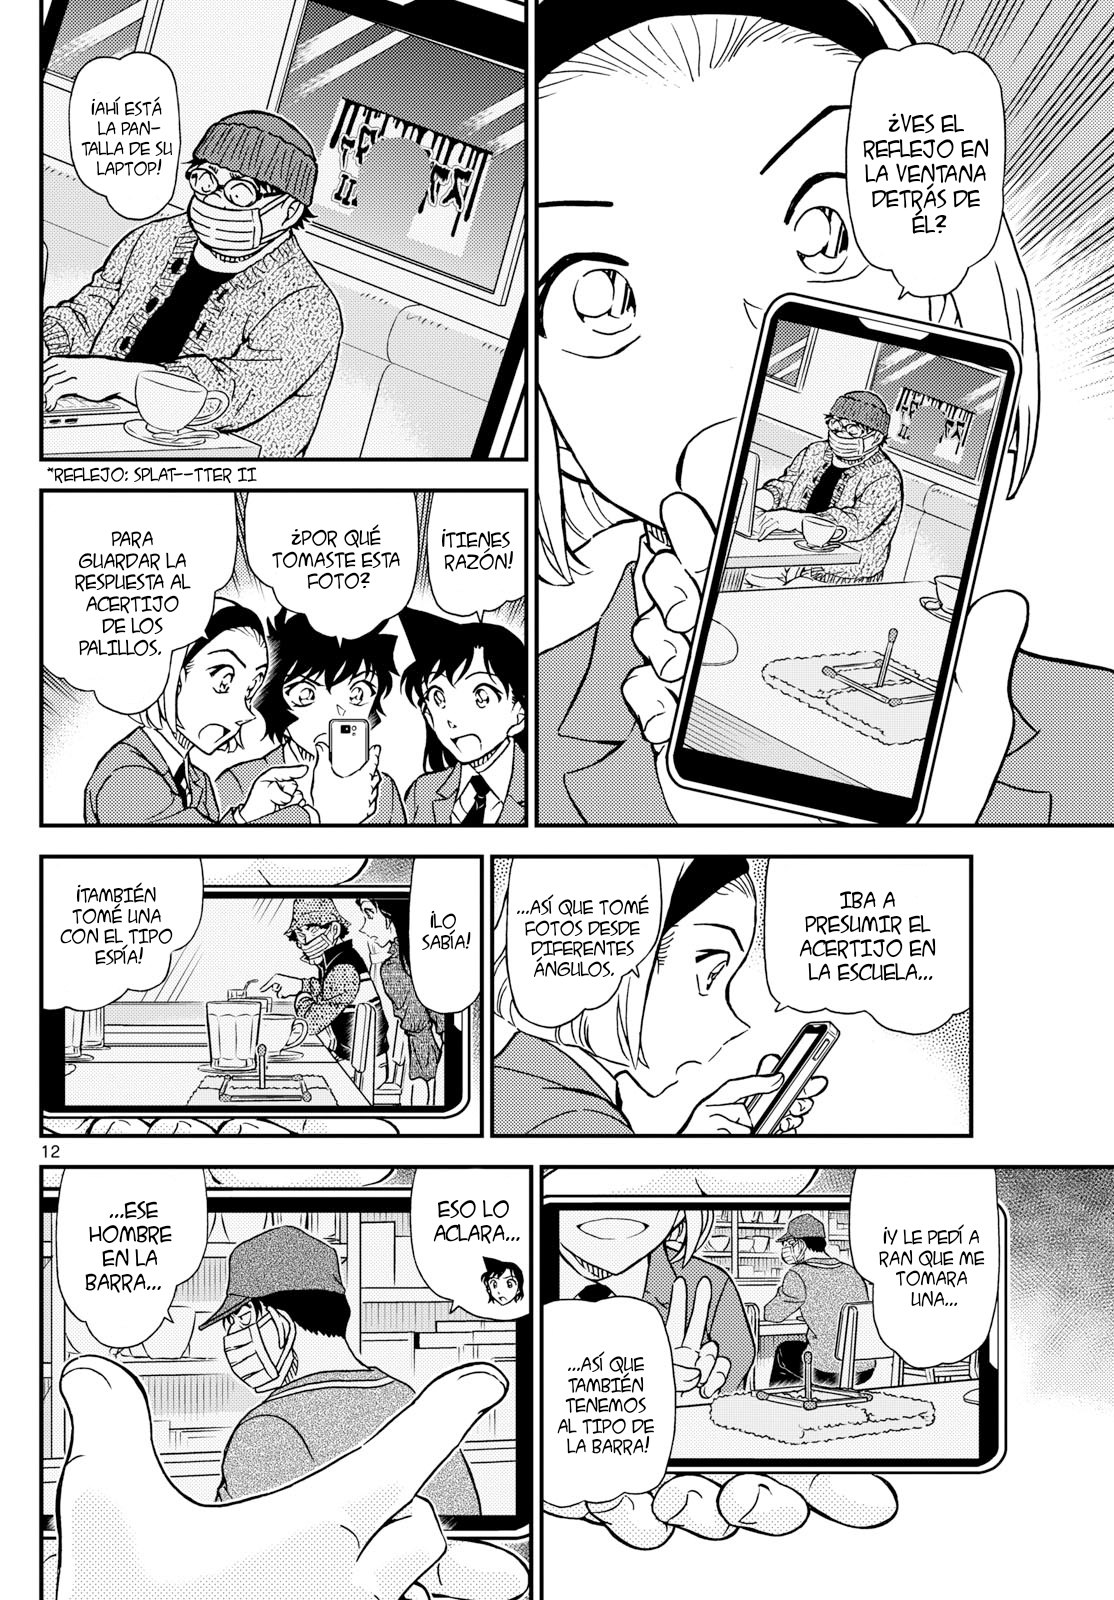 ¿VES EL
REFLEJO EN
LA VENTANA
DETRÁS DE
ÉL?
¡AHÍ ESTÁ
LA PAN-
TALLA DE SU
LAPTOP!
*REFLEJO: SPLAT--TTER II
¡TIENES
RAZÓN!
¿POR QUÉ
TOMASTE ESTA
FOTO?
PARA
GUARDAR LA
RESPUESTA AL
ACERTIJO
DE LOS
PALILLOS.
IBA A
PRESUMIR EL
ACERTIJO EN
LA ESCUELA...
...ASÍ QUE TOMÉ
FOTOS DESDE
DIFERENTES
ÁNGULOS.
¡LO
SABÍA!
¡TAMBIÉN
TOMÉ UNA
CON EL TIPO
ESPÍA!
12
¡Y LE PEDÍ A
RAN QUE ME
TOMARA
UNA...
...ASÍ QUE
TAMBIÉN
TENEMOS
AL TIPO DE
LA BARRA!
ESO LO
ACLARA...
...ESE
HOMBRE
EN LA
BARRA...